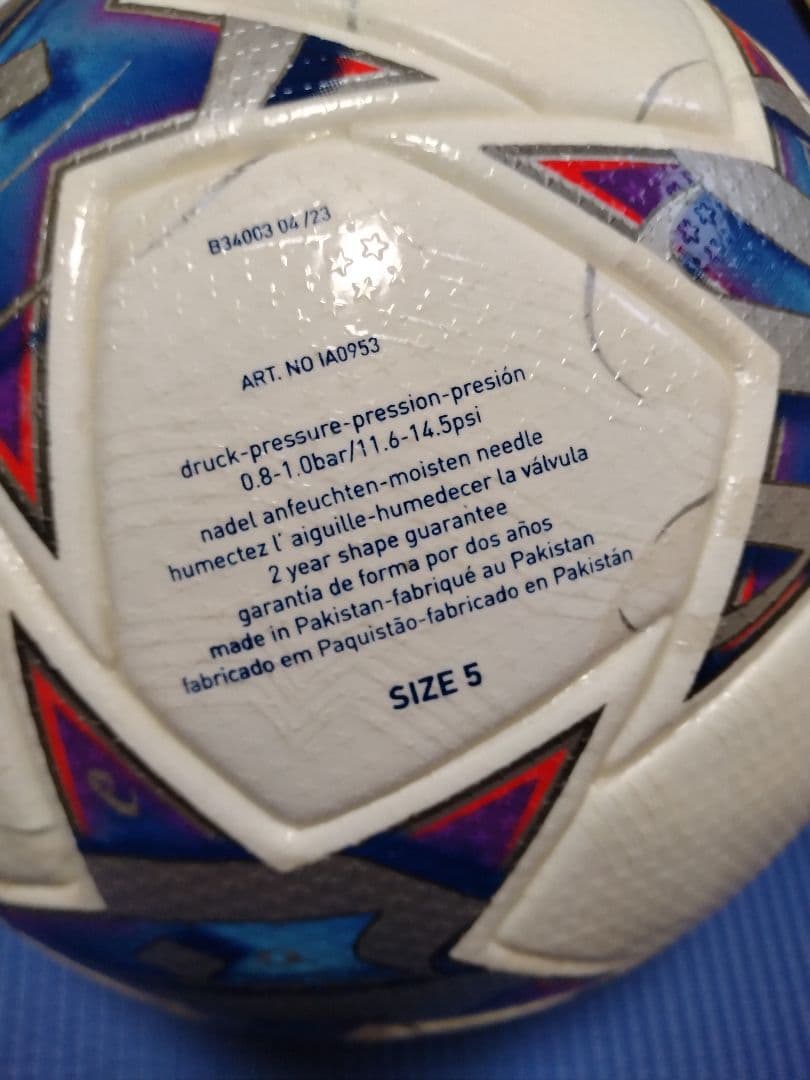 B34003 04/23
ART. NO IA0953
druck-pressure-pression-presión
0.8-1.0bar/11.6-14.5psi
nadel anfeuchten-moisten needle
humectez l' aiguille-humedecer la válvula
2 year shape guarantee
garantía de forma por dos años
made in Pakistan-fabriqué au Pakistan
fabricado em Paquistão-fabricado en Pakistán
SIZE 5